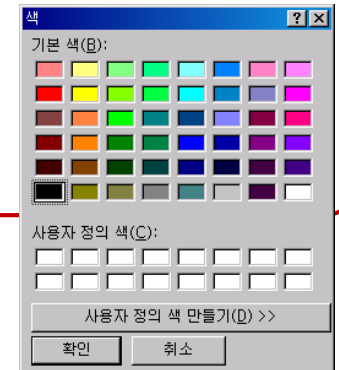 색
기본 색(B):
사용자 정의 색(C):
사용자 정의 색 만들기(D) >>
확인
취소